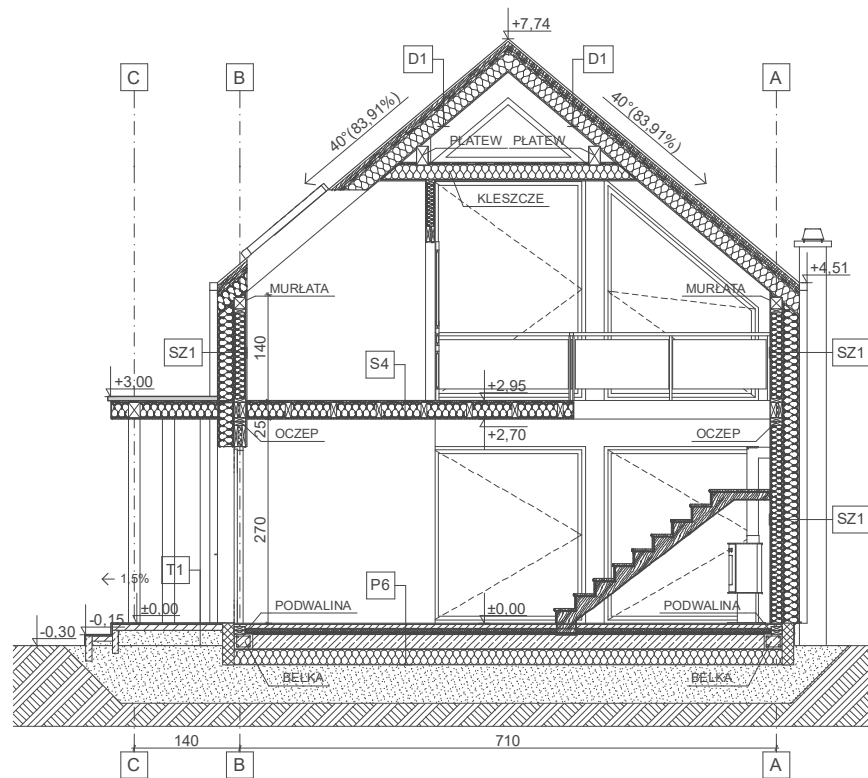 +7,74
C
B
A
D1
D1
40°(83,91%)
40°(83,91%)
PŁATEW
PŁATEW
KLESZCZE
+4,51
MURŁATA
MURŁATA
SZ1
140
S4
SZ1
+3,00
+2,95
25
OCZEP
+2,70
OCZEP
SZ1
270
1,5%
T1
P6
±0,00
±0,00
-0,15
-0,30
PODWALINA
PODWALINA
BELKA
BELKA
140
710
C
B
A